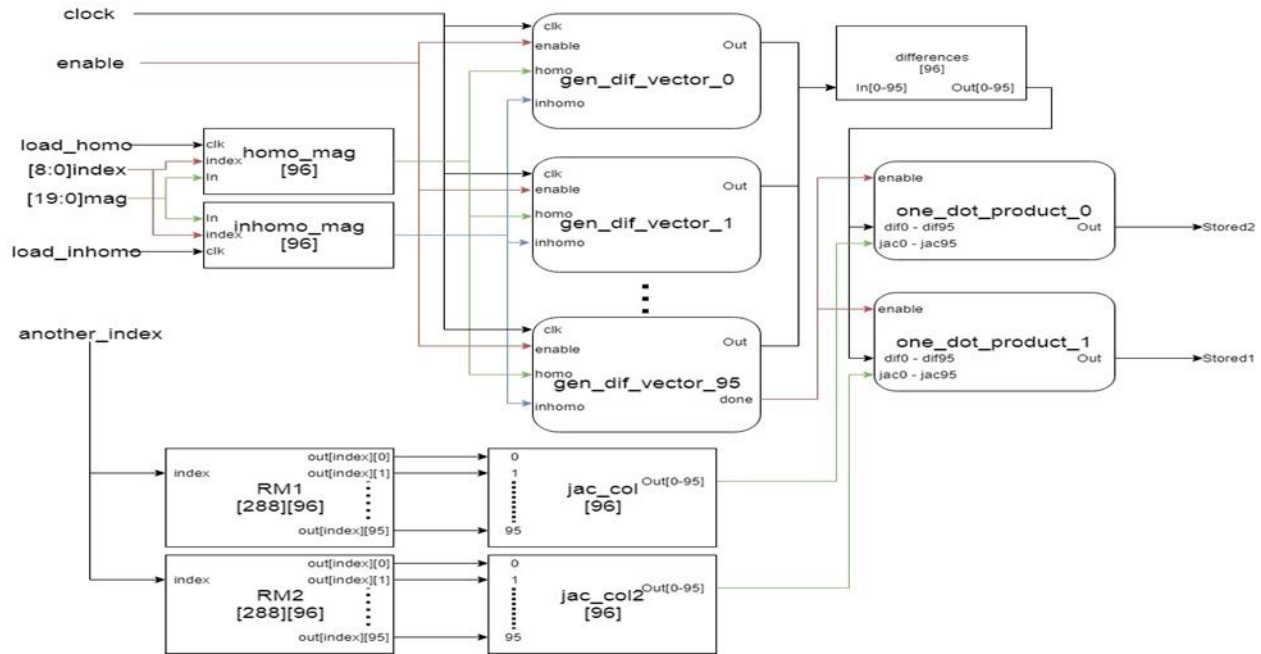 clock
enable
load_homo
[8:0]index
[19:0]mag
load_inhomo
another_index
clk
index
In
homo_mag
[96]
In
index
clk
inhomo_mag
[96]
clk
enable
homo
inhomo
Out
gen_dif_vector_0
clk
enable
homo
inhomo
Out
gen_dif_vector_1
clk
enable
homo
inhomo
Out
done
gen_dif_vector_95
differences
[96]
In[0-95]
Out[0-95]
enable
one_dot_product_0
dif0 - dif95
jac0 - jac95
Out
Stored2
enable
one_dot_product_1
dif0 - dif95
jac0 - jac95
Out
Stored1
index
RM1
[288][96]
out[index][0]
out[index][1]
out[index][95]
0
1
95
jac_col
[96]
Out[0-95]
index
RM2
[288][96]
out[index][0]
out[index][1]
out[index][95]
0
1
95
jac_col2
[96]
Out[0-95]